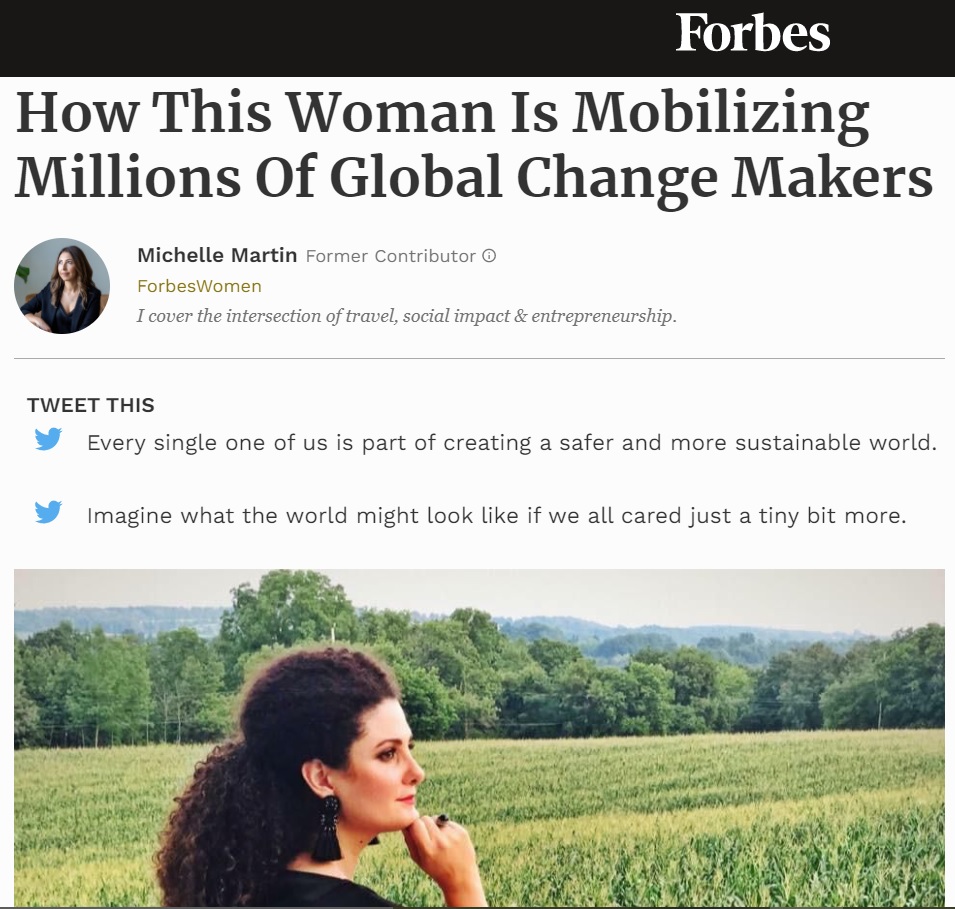 Forbes
How This Woman Is Mobilizing
Millions Of Global Change Makers
Michelle Martin Former Contributor
ForbesWomen
I cover the intersection of travel, social impact & entrepreneurship.
TWEET THIS
Every single one of us is part of creating a safer and more sustainable world.
Imagine what the world might look like if we all cared just a tiny bit more.